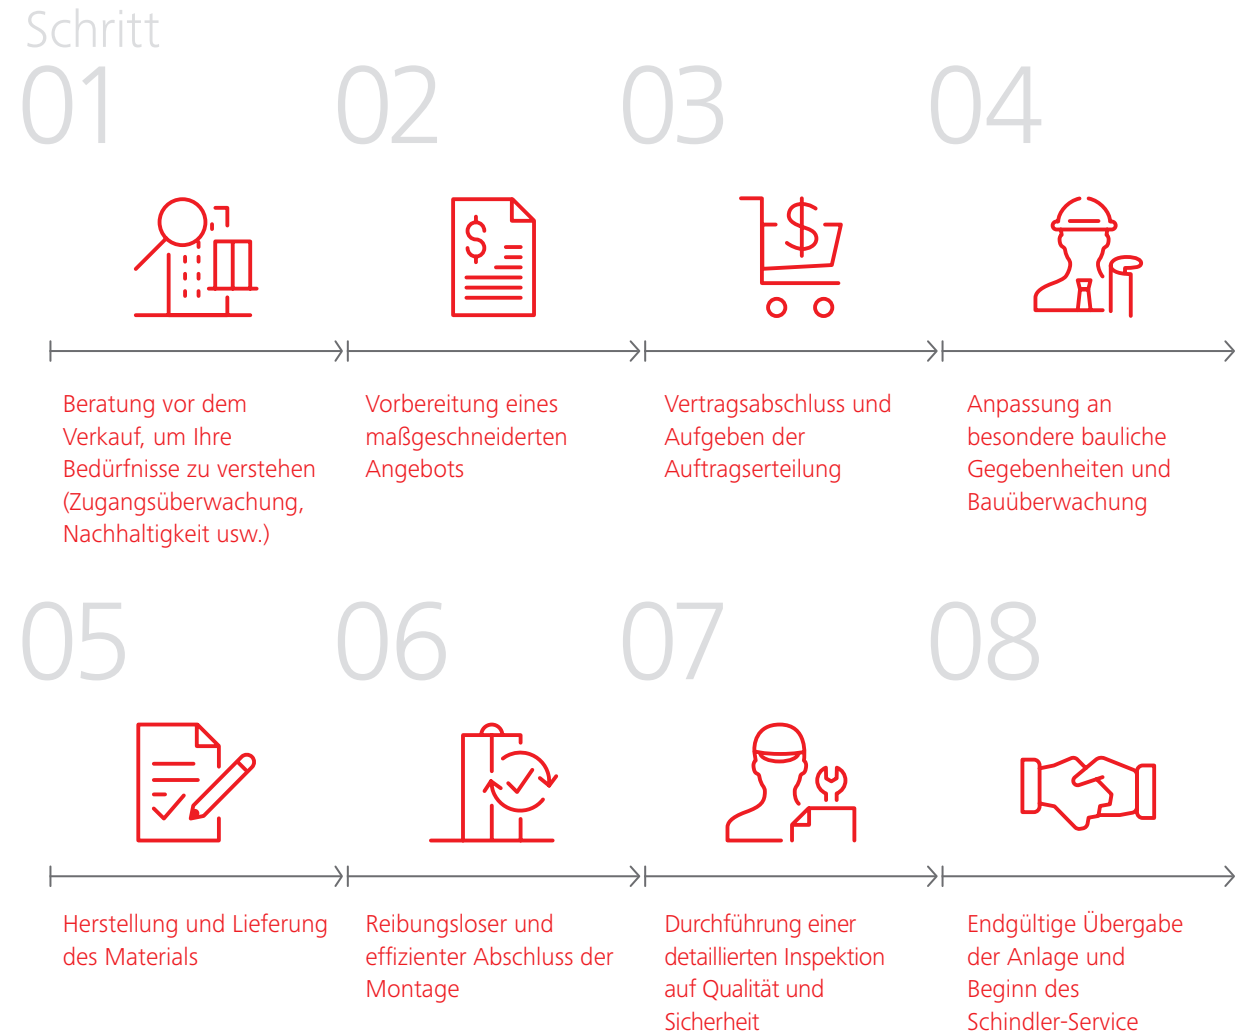 Schritt
01
02
03
04
Beratung vor dem
Verkauf, um Ihre
Bedürfnisse zu verstehen
(Zugangsüberwachung,
Nachhaltigkeit usw.)
Vorbereitung eines
maßgeschneiderten
Angebots
Vertragsabschluss und
Aufgeben der
Auftragserteilung
Anpassung an
besondere bauliche
Gegebenheiten und
Bauüberwachung
05
06
07
08
Herstellung und Lieferung
des Materials
Reibungsloser und
effizienter Abschluss der
Montage
Durchführung einer
detaillierten Inspektion
auf Qualität und
Sicherheit
Endgültige Übergabe
der Anlage und
Beginn des
Schindler-Service